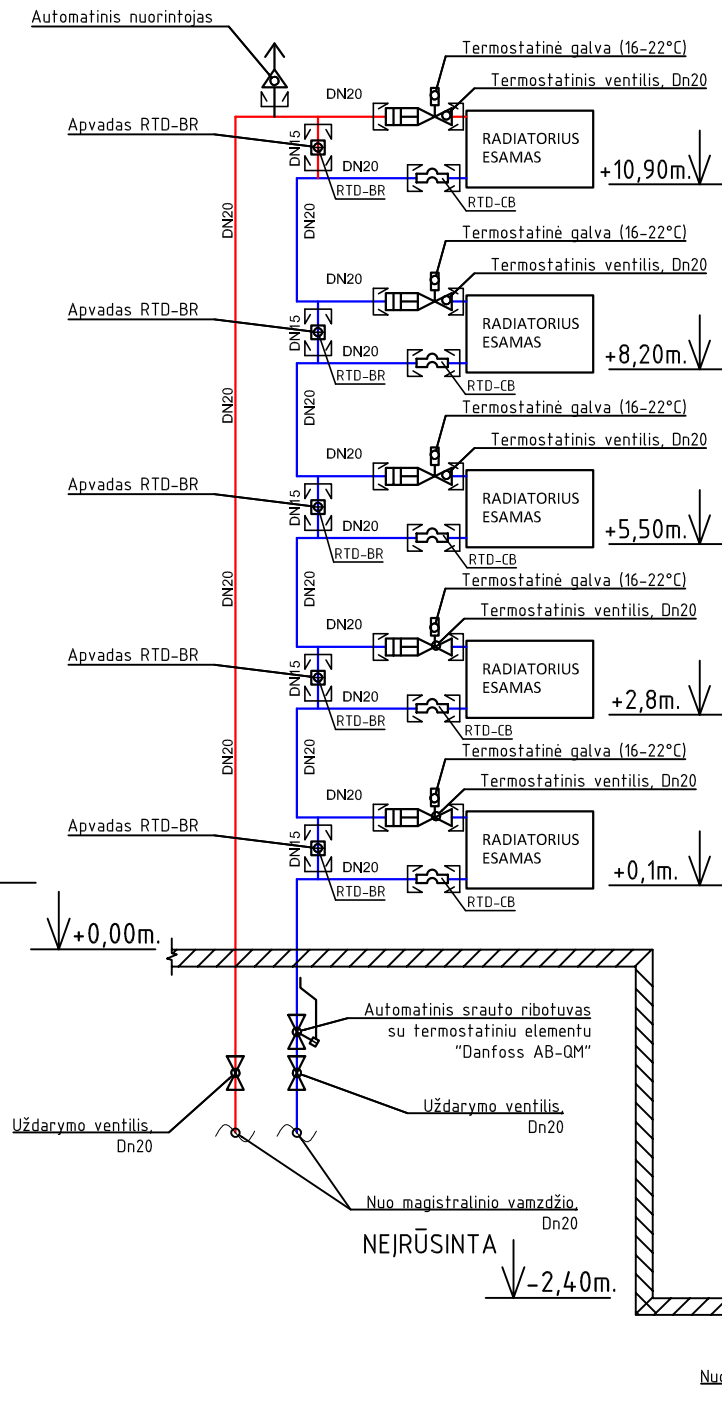 Automatinis nuorintojas
Termostatinė galva (16-22°C)
Termostatinis ventilis, Dn20
DN20
Apvadas RTD-BR
DN15
RADIATORIUS
ESAMAS
DN20
+10,90m.
RTD-BR
RTD-CB
DN20
DN20
Termostatinė galva (16-22°C)
Termostatinis ventilis, Dn20
DN20
Apvadas RTD-BR
DN15
RADIATORIUS
ESAMAS
DN20
+8,20m.
RTD-BR
RTD-CB
DN20
DN20
Termostatinė galva (16-22°C)
Termostatinis ventilis, Dn20
DN20
Apvadas RTD-BR
DN15
RADIATORIUS
ESAMAS
DN20
+5,50m.
RTD-BR
RTD-CB
DN20
DN20
Termostatinė galva (16-22°C)
Termostatinis ventilis, Dn20
DN20
Apvadas RTD-BR
DN15
RADIATORIUS
ESAMAS
DN20
+2,8m.
RTD-BR
RTD-CB
DN20
DN20
Termostatinė galva (16-22°C)
Termostatinis ventilis, Dn20
DN20
Apvadas RTD-BR
DN15
RADIATORIUS
ESAMAS
DN20
+0,1m.
RTD-BR
RTD-CB
+0,00m.
Automatinis srauto ribotuvas
su termostatiniu elementu
"Danfoss AB-QM"
Uždarymo ventilis,
Dn20
Uždarymo ventilis,
Dn20
Nuo magistralinio vamzdžio,
Dn20
NEĮRŪSINTA
-2,40m.
Nuo